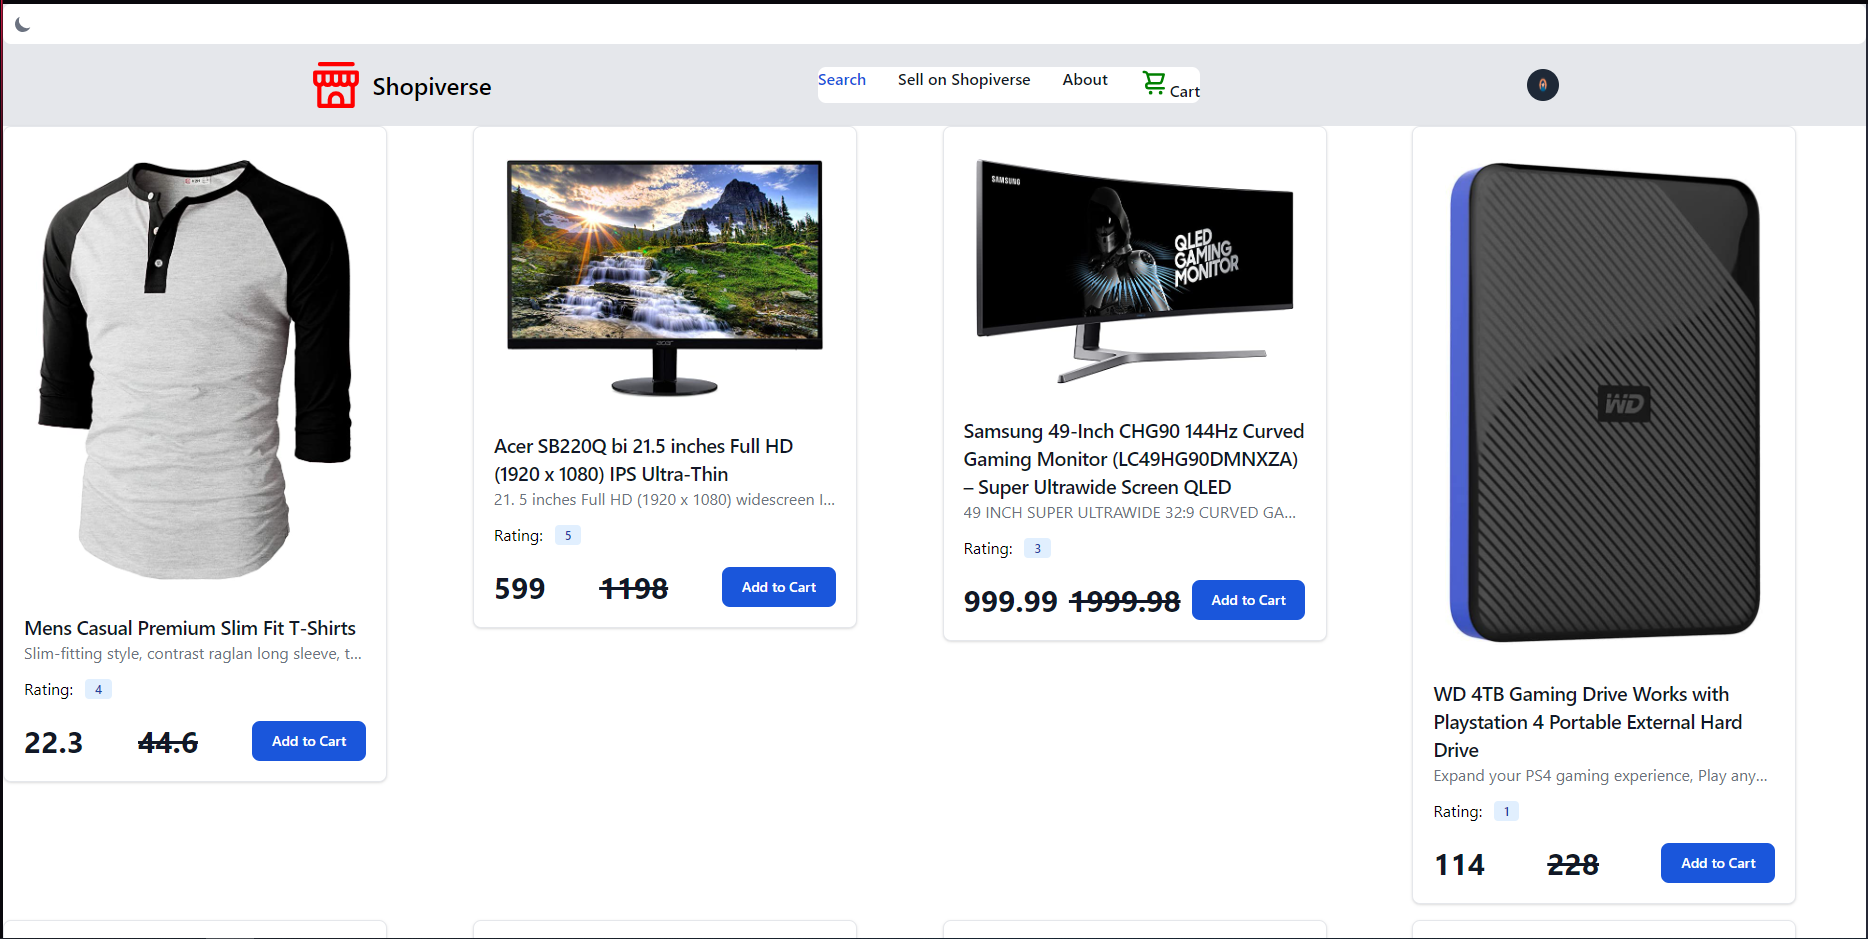 Shopiverse
Search
Sell on Shopiverse
About
Cart
Mens Casual Premium Slim Fit T-Shirts
Slim-fitting style, contrast raglan long sleeve, t...
Rating: 4
22.3 44.6 Add to Cart
acer
Acer SB220Q bi 21.5 inches Full HD
(1920 x 1080) IPS Ultra-Thin
21. 5 inches Full HD (1920 x 1080) widescreen I...
Rating: 5
599 1198 Add to Cart
SAMSUNG
QLED
GAMING
MONITOR
Samsung 49-Inch CHG90 144Hz Curved
Gaming Monitor (LC49HG90DMNXZA)
– Super Ultrawide Screen QLED
49 INCH SUPER ULTRAWIDE 32:9 CURVED GA...
Rating: 3
999.99 1999.98 Add to Cart
WD
WD 4TB Gaming Drive Works with
Playstation 4 Portable External Hard
Drive
Expand your PS4 gaming experience, Play any...
Rating: 1
114 228 Add to Cart